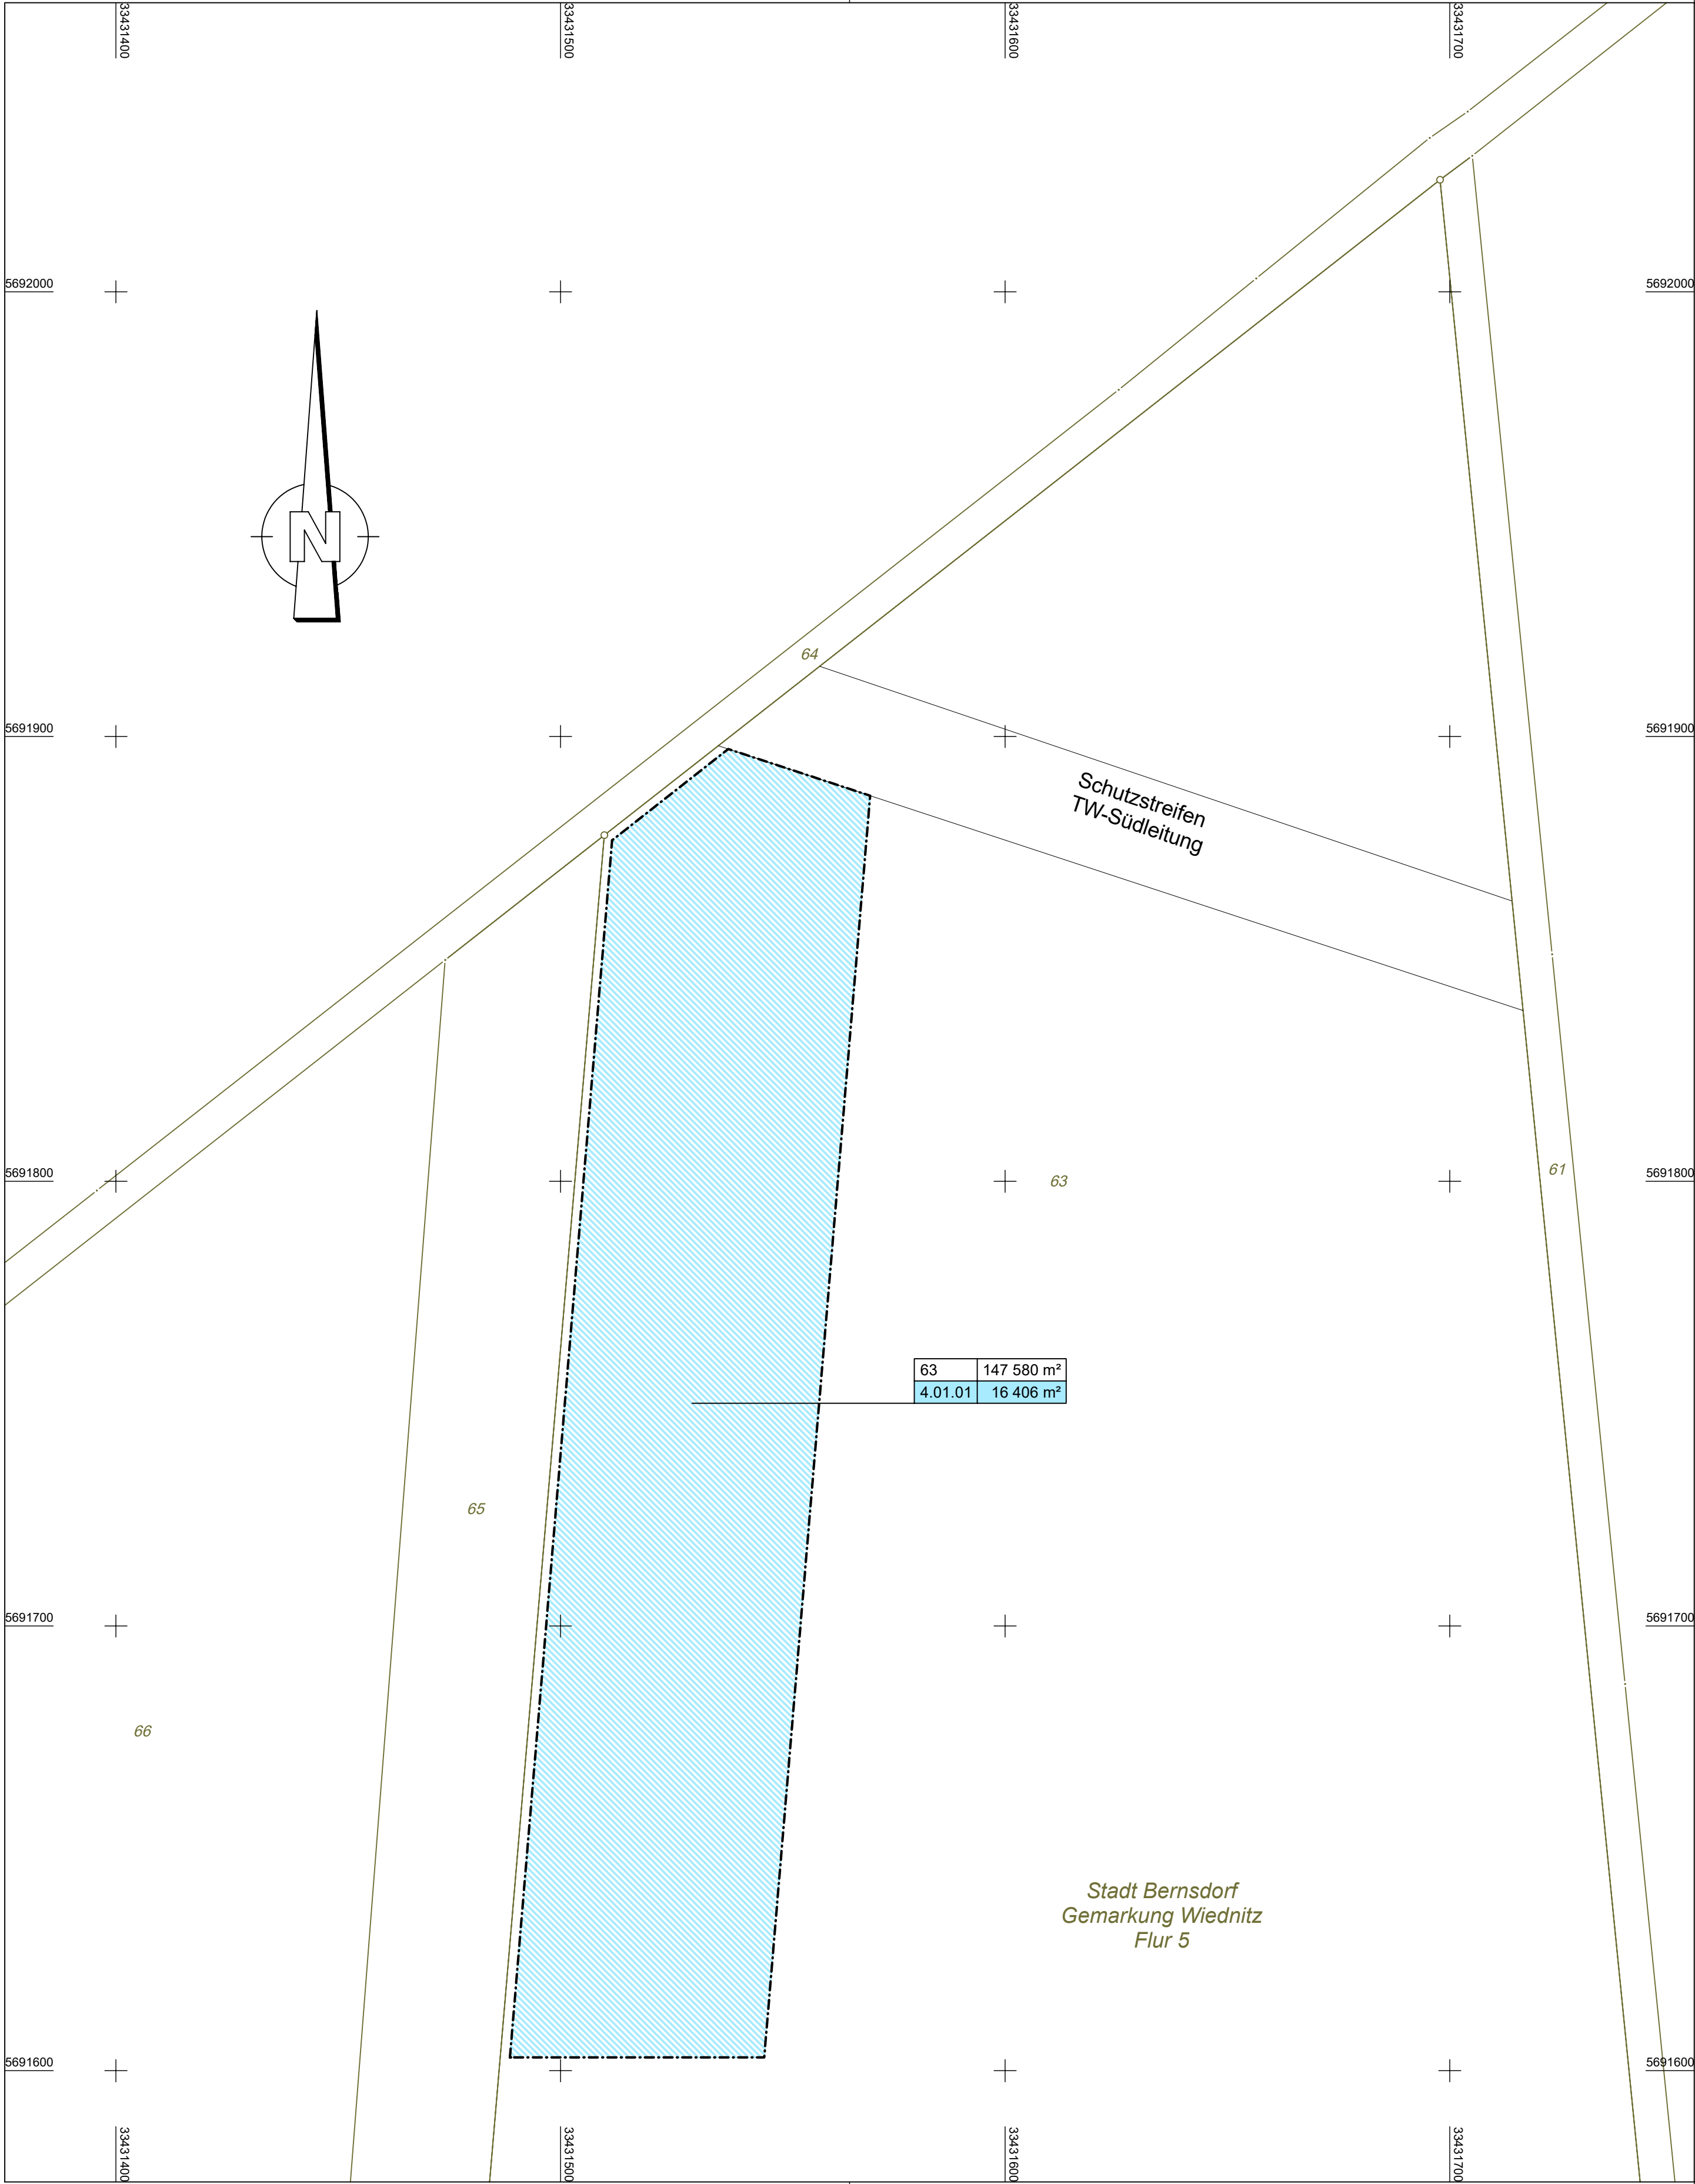 33431400
33431500
33431600
33431700
5692000
5692000
N
64
5691900
5691900
Schutzstreifen
TW-Südleitung
5691800
5691800
63
61
63 147 580 m²
4.01.01 16 406 m²
65
5691700
5691700
66
Stadt Bernsdorf
Gemarkung Wiednitz
Flur 5
5691600
5691600
33431400
33431500
33431600
33431700